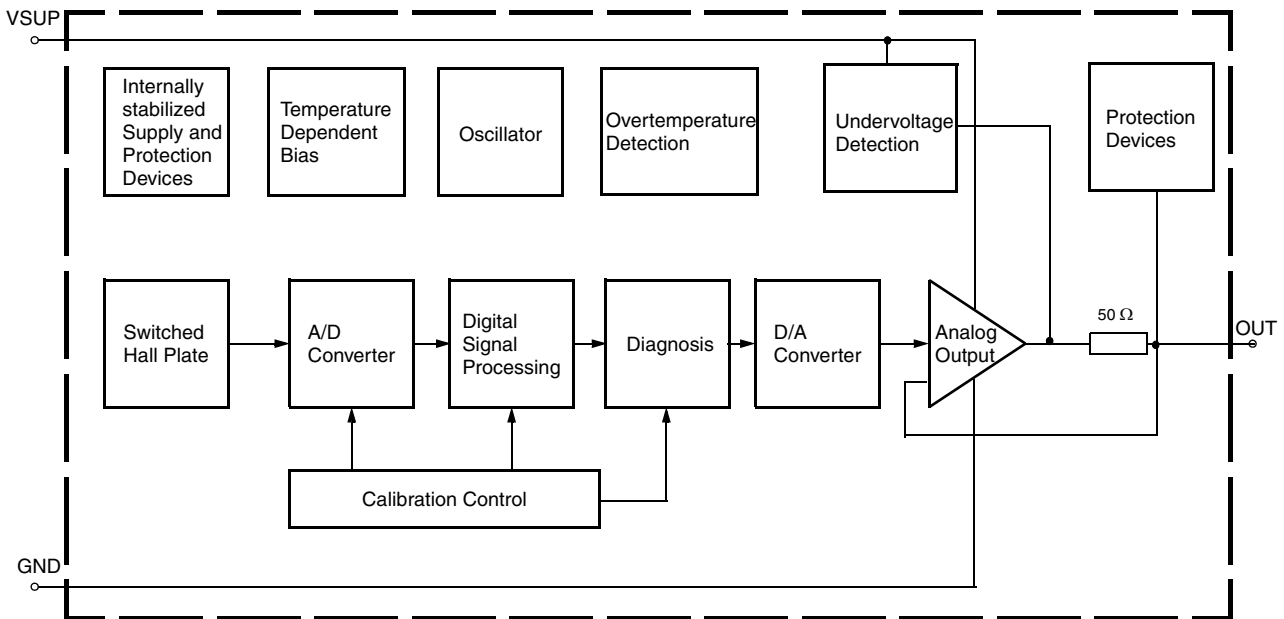 VSUP
Internally
stabilized
Supply and
Protection
Devices
Temperature
Dependent
Bias
Oscillator
Overtemperature
Detection
Undervoltage
Detection
Protection
Devices
Switched
Hall Plate
A/D
Converter
Digital
Signal
Processing
Diagnosis
D/A
Converter
Analog
Output
50 Ω
OUT
Calibration Control
GND